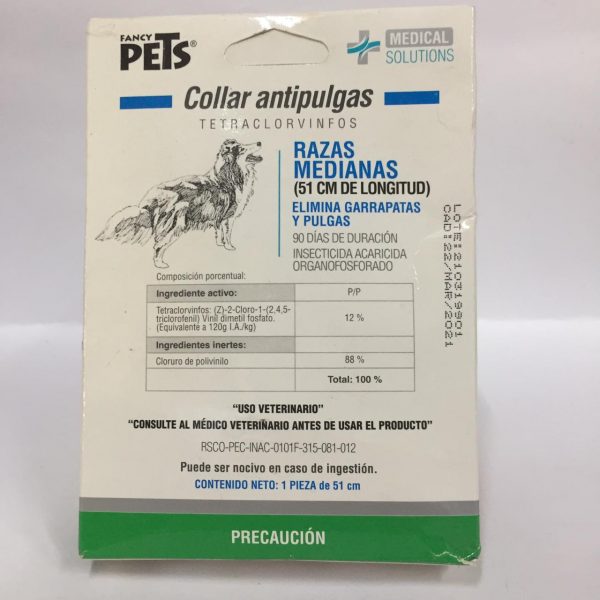 FANCY
PETS®
MEDICAL
SOLUTIONS
Collar antipulgas
TETRACLORVINFOS
RAZAS
MEDIANAS
(51 CM DE LONGITUD)
ELIMINA GARRAPATAS
Y PULGAS
90 DÍAS DE DURACIÓN
INSECTICIDA ACARICIDA
ORGANOFOSFORADO
LOTE:210319901
CAD:22/MAR/2021
Composición porcentual:
Ingrediente activo: P/P
Tetraclorvinfos: (Z)-2-Cloro-1-(2,4,5-
triclorofenil) Vinil dimetil fosfato. 12 %
(Equivalente a 120g I.A./kg)
Ingredientes inertes:
Cloruro de polivinilo 88 %
Total: 100 %
“USO VETERINARIO”
“CONSULTE AL MÉDICO VETERIÑARIO ANTES DE USAR EL PRODUCTO”
RSCO-PEC-INAC-0101F-315-081-012
Puede ser nocivo en caso de ingestión.
CONTENIDO NETO: 1 PIEZA de 51 cm
PRECAUCIÓN